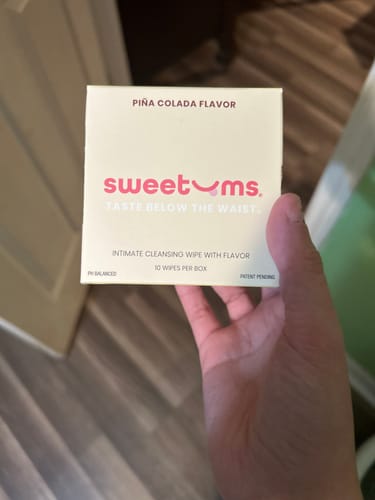 PIÑA COLADA FLAVOR
sweetums®
TASTE BELOW THE WAIST.
INTIMATE CLEANSING WIPE WITH FLAVOR
10 WIPES PER BOX
PH BALANCED
PATENT PENDING